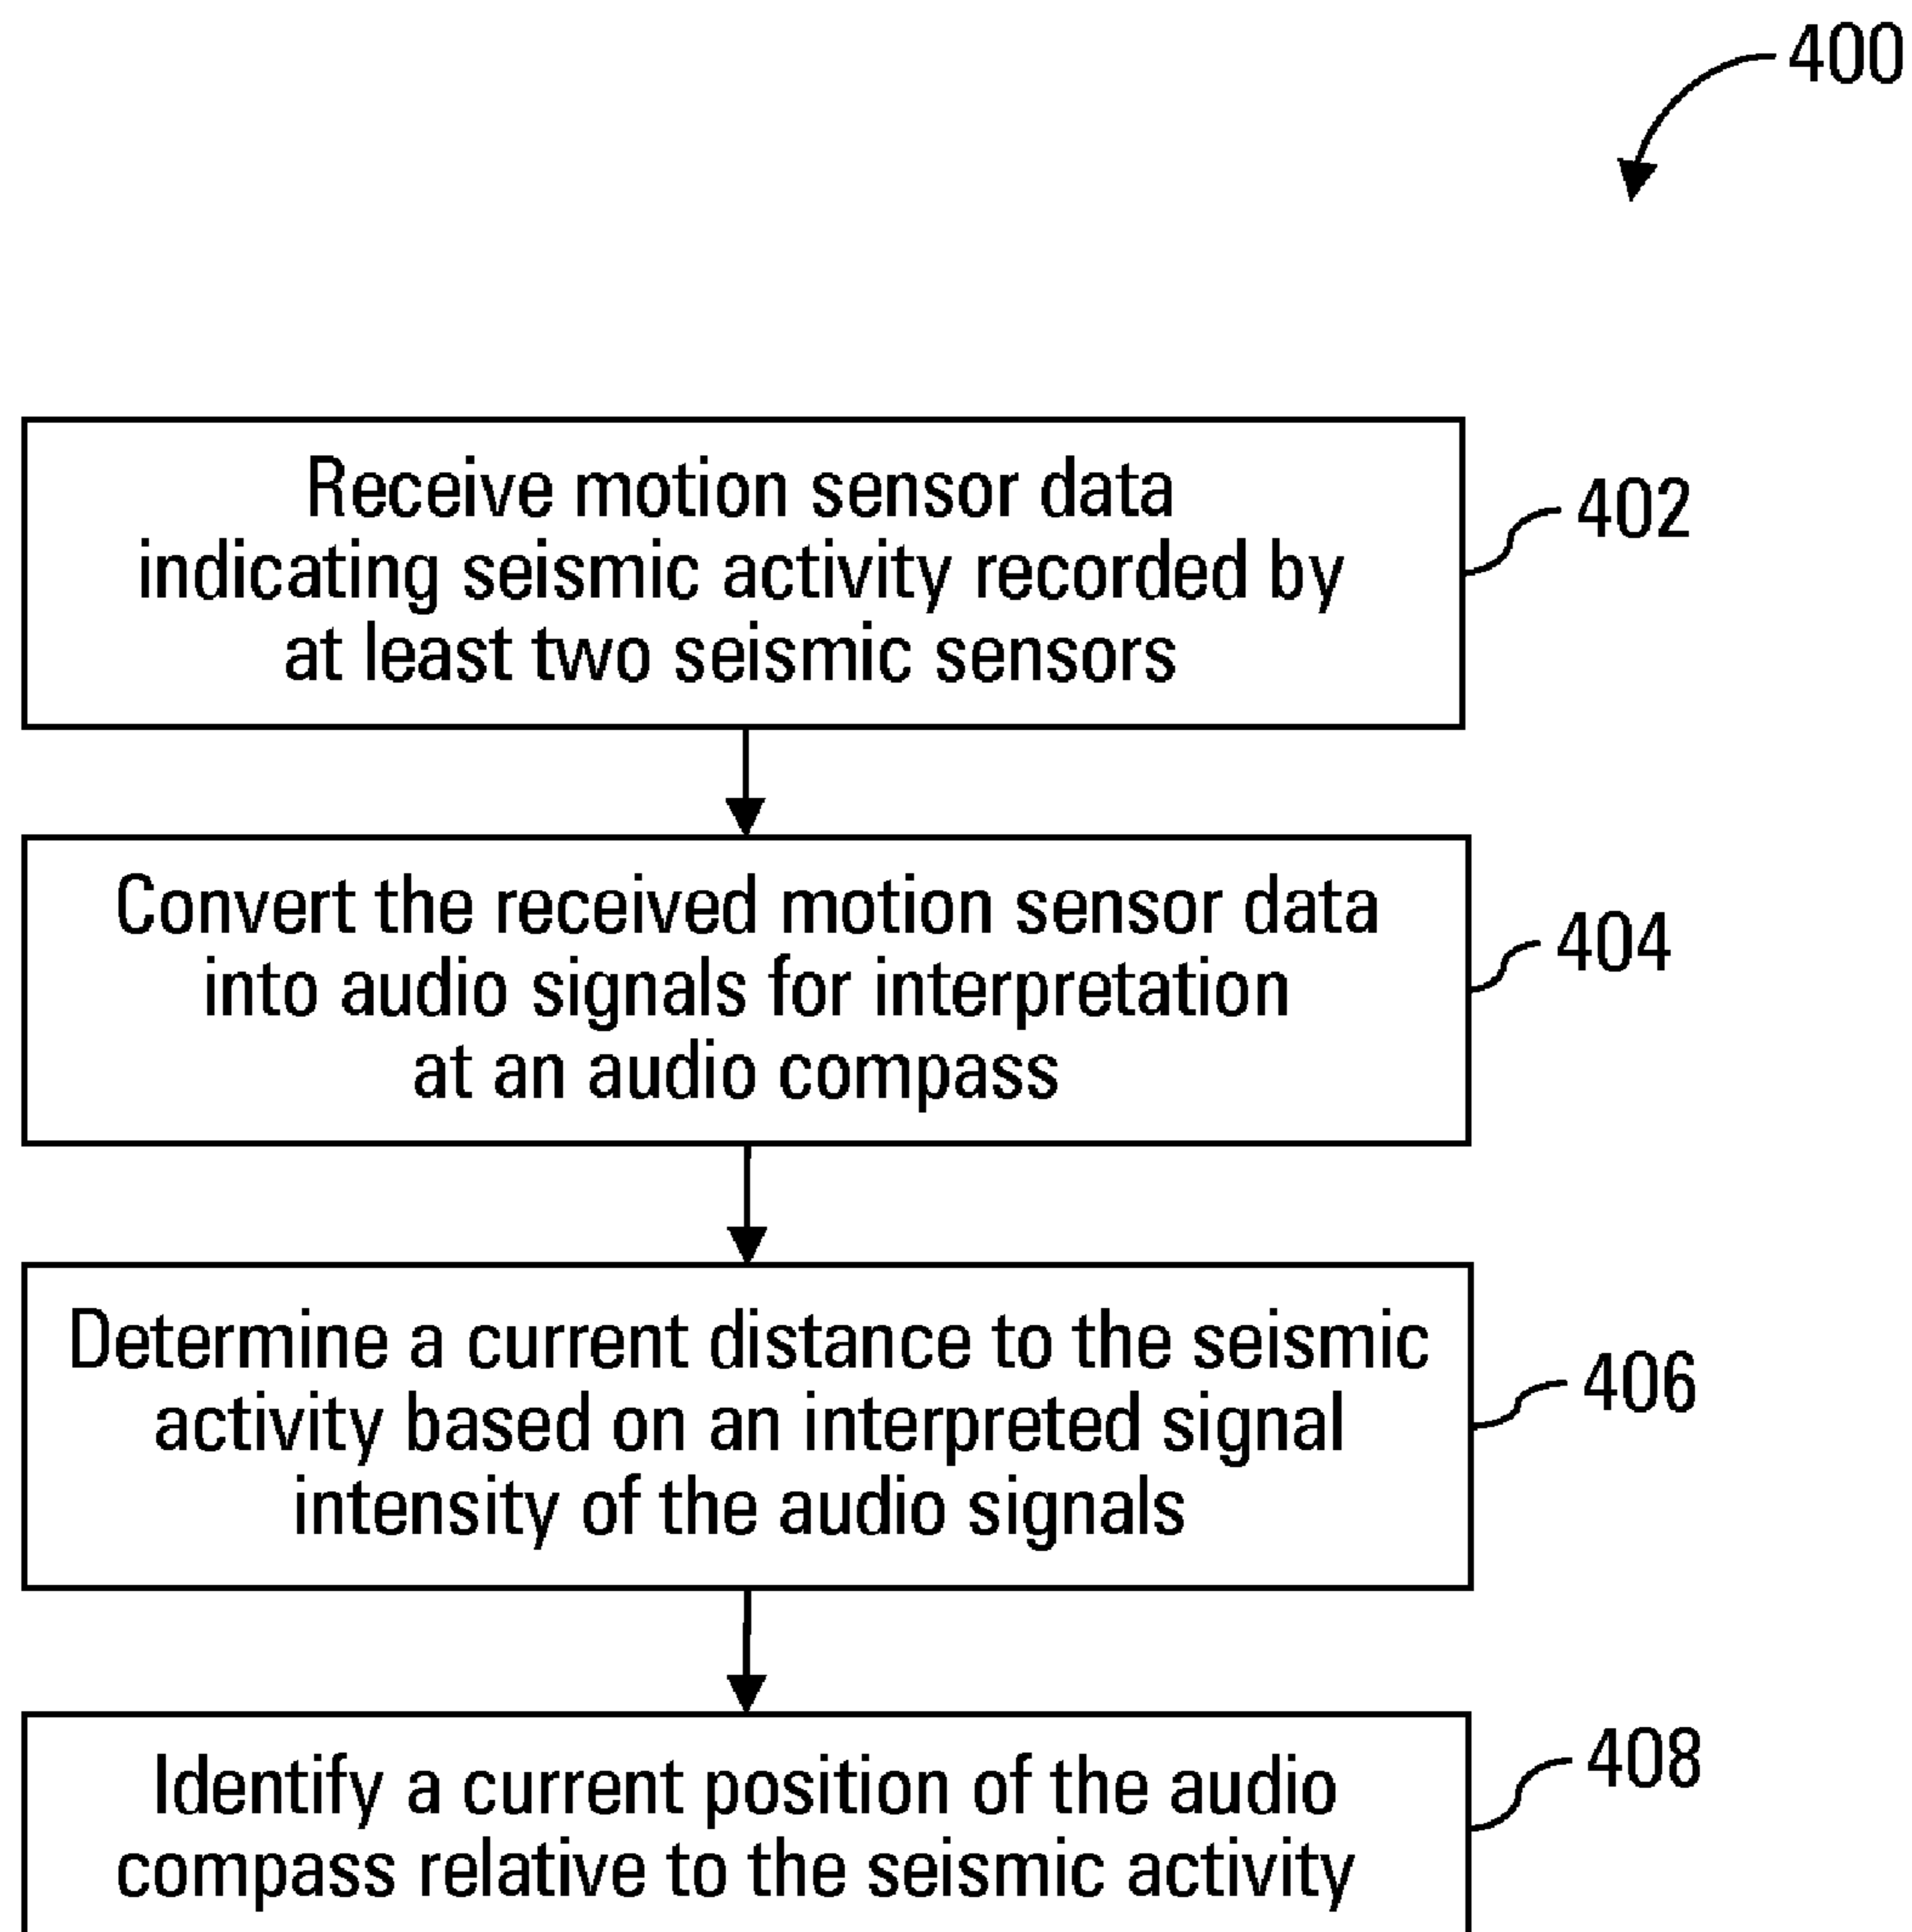 400
Receive motion sensor data
indicating seismic activity recorded by
at least two seismic sensors
402
Convert the received motion sensor data
into audio signals for interpretation
at an audio compass
404
Determine a current distance to the seismic
activity based on an interpreted signal
intensity of the audio signals
406
Identify a current position of the audio
compass relative to the seismic activity
408